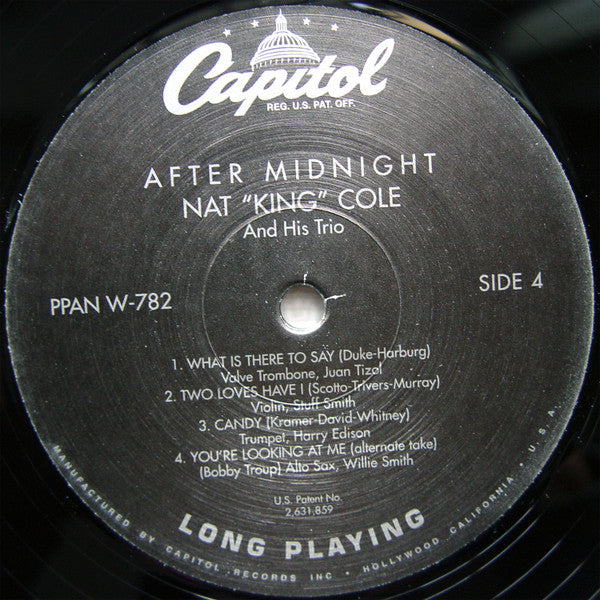 Capitol
REG. U.S. PAT. OFF.
AFTER MIDNIGHT
NAT "KING" COLE
And His Trio
PPAN W-782
SIDE 4
1. WHAT IS THERE TO SAY (Duke-Harburg)
Valve Trombone, Juan Tizol
2. TWO LOVES HAVE I (Scotto-Trivers-Murray)
Violin, Stuff Smith
3. CANDY (Kramer-David-Whitney)
Trumpet, Harry Edison
4. YOU'RE LOOKING AT ME (alternate take)
(Bobby Troup) Alto Sax, Willie Smith
U.S. Patent No.
2,631,859
LONG PLAYING
MANUFACTURED BY CAPITOL RECORDS INC • HOLLYWOOD CALIFORNIA • U.S.A.